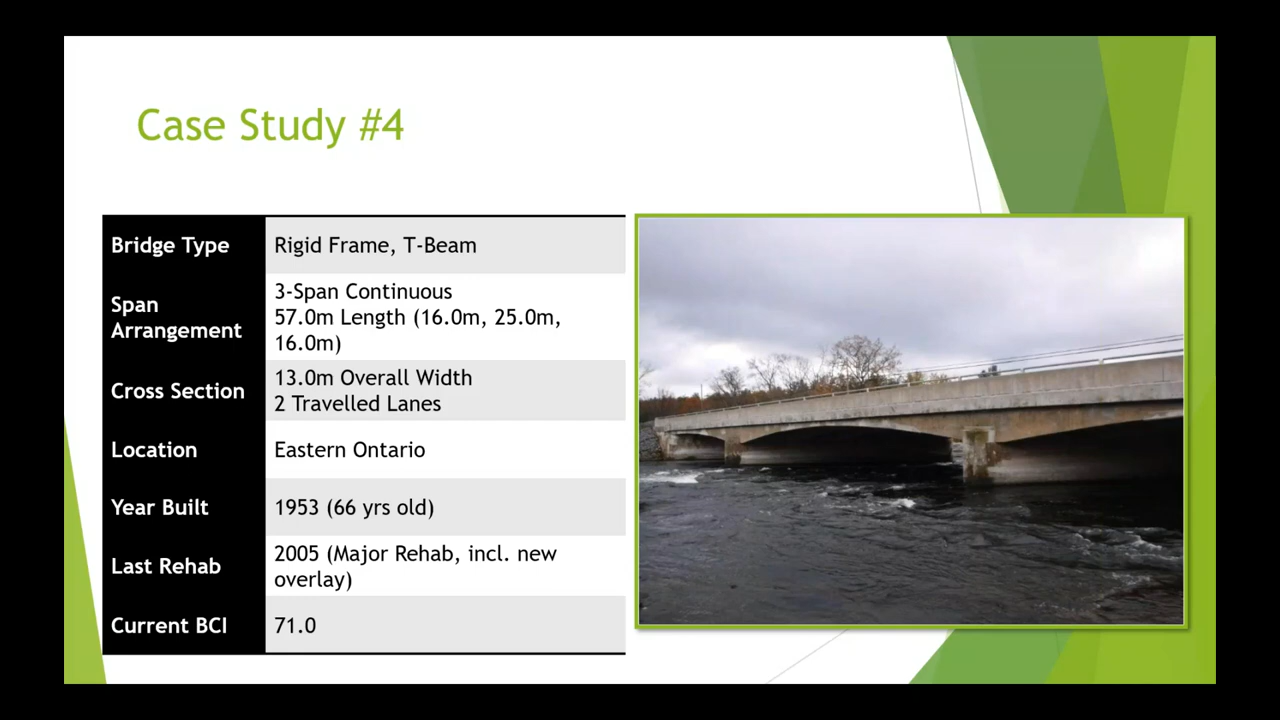 Case Study #4
Bridge Type
Rigid Frame, T-Beam
Span
Arrangement
3-Span Continuous
57.0m Length (16.0m, 25.0m,
16.0m)
Cross Section
13.0m Overall Width
2 Travelled Lanes
Location
Eastern Ontario
Year Built
1953 (66 yrs old)
Last Rehab
2005 (Major Rehab, incl. new
overlay)
Current BCI
71.0